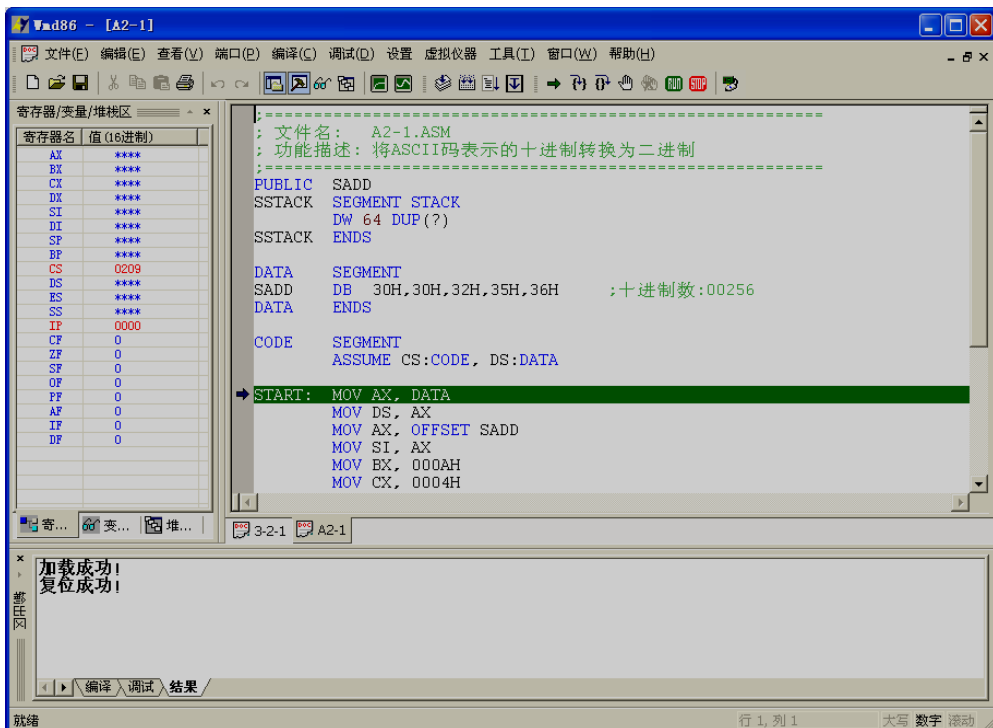 Wmd86 - [A2-1]
文件(F) 编辑(E) 查看(V) 端口(P) 编译(C) 调试(D) 设置 虚拟仪器 工具(T) 窗口(W) 帮助(H)
寄存器/变量/堆栈区
寄存器名 值(16进制)
AX ****
BX ****
CX ****
DX ****
SI ****
DI ****
SP ****
BP ****
CS 0209
DS ****
ES ****
SS ****
IP 0000
CF 0
ZF 0
SF 0
OF 0
PF 0
AF 0
IF 0
DF 0
寄... 变... 堆...
;=========================================================
; 文件名: A2-1.ASM
; 功能描述: 将ASCII码表示的十进制转换为二进制
;=========================================================
PUBLIC SADD
SSTACK SEGMENT STACK
DW 64 DUP(?)
SSTACK ENDS
DATA SEGMENT
SADD DB 30H,30H,32H,35H,36H ;十进制数:00256
DATA ENDS
CODE SEGMENT
ASSUME CS:CODE, DS:DATA
START: MOV AX, DATA
MOV DS, AX
MOV AX, OFFSET SADD
MOV SI, AX
MOV BX, 000AH
MOV CX, 0004H
3-2-1 A2-1
加载成功!
复位成功!
编译 调试 结果
就绪 行 1, 列 1 大写 数字 滚动